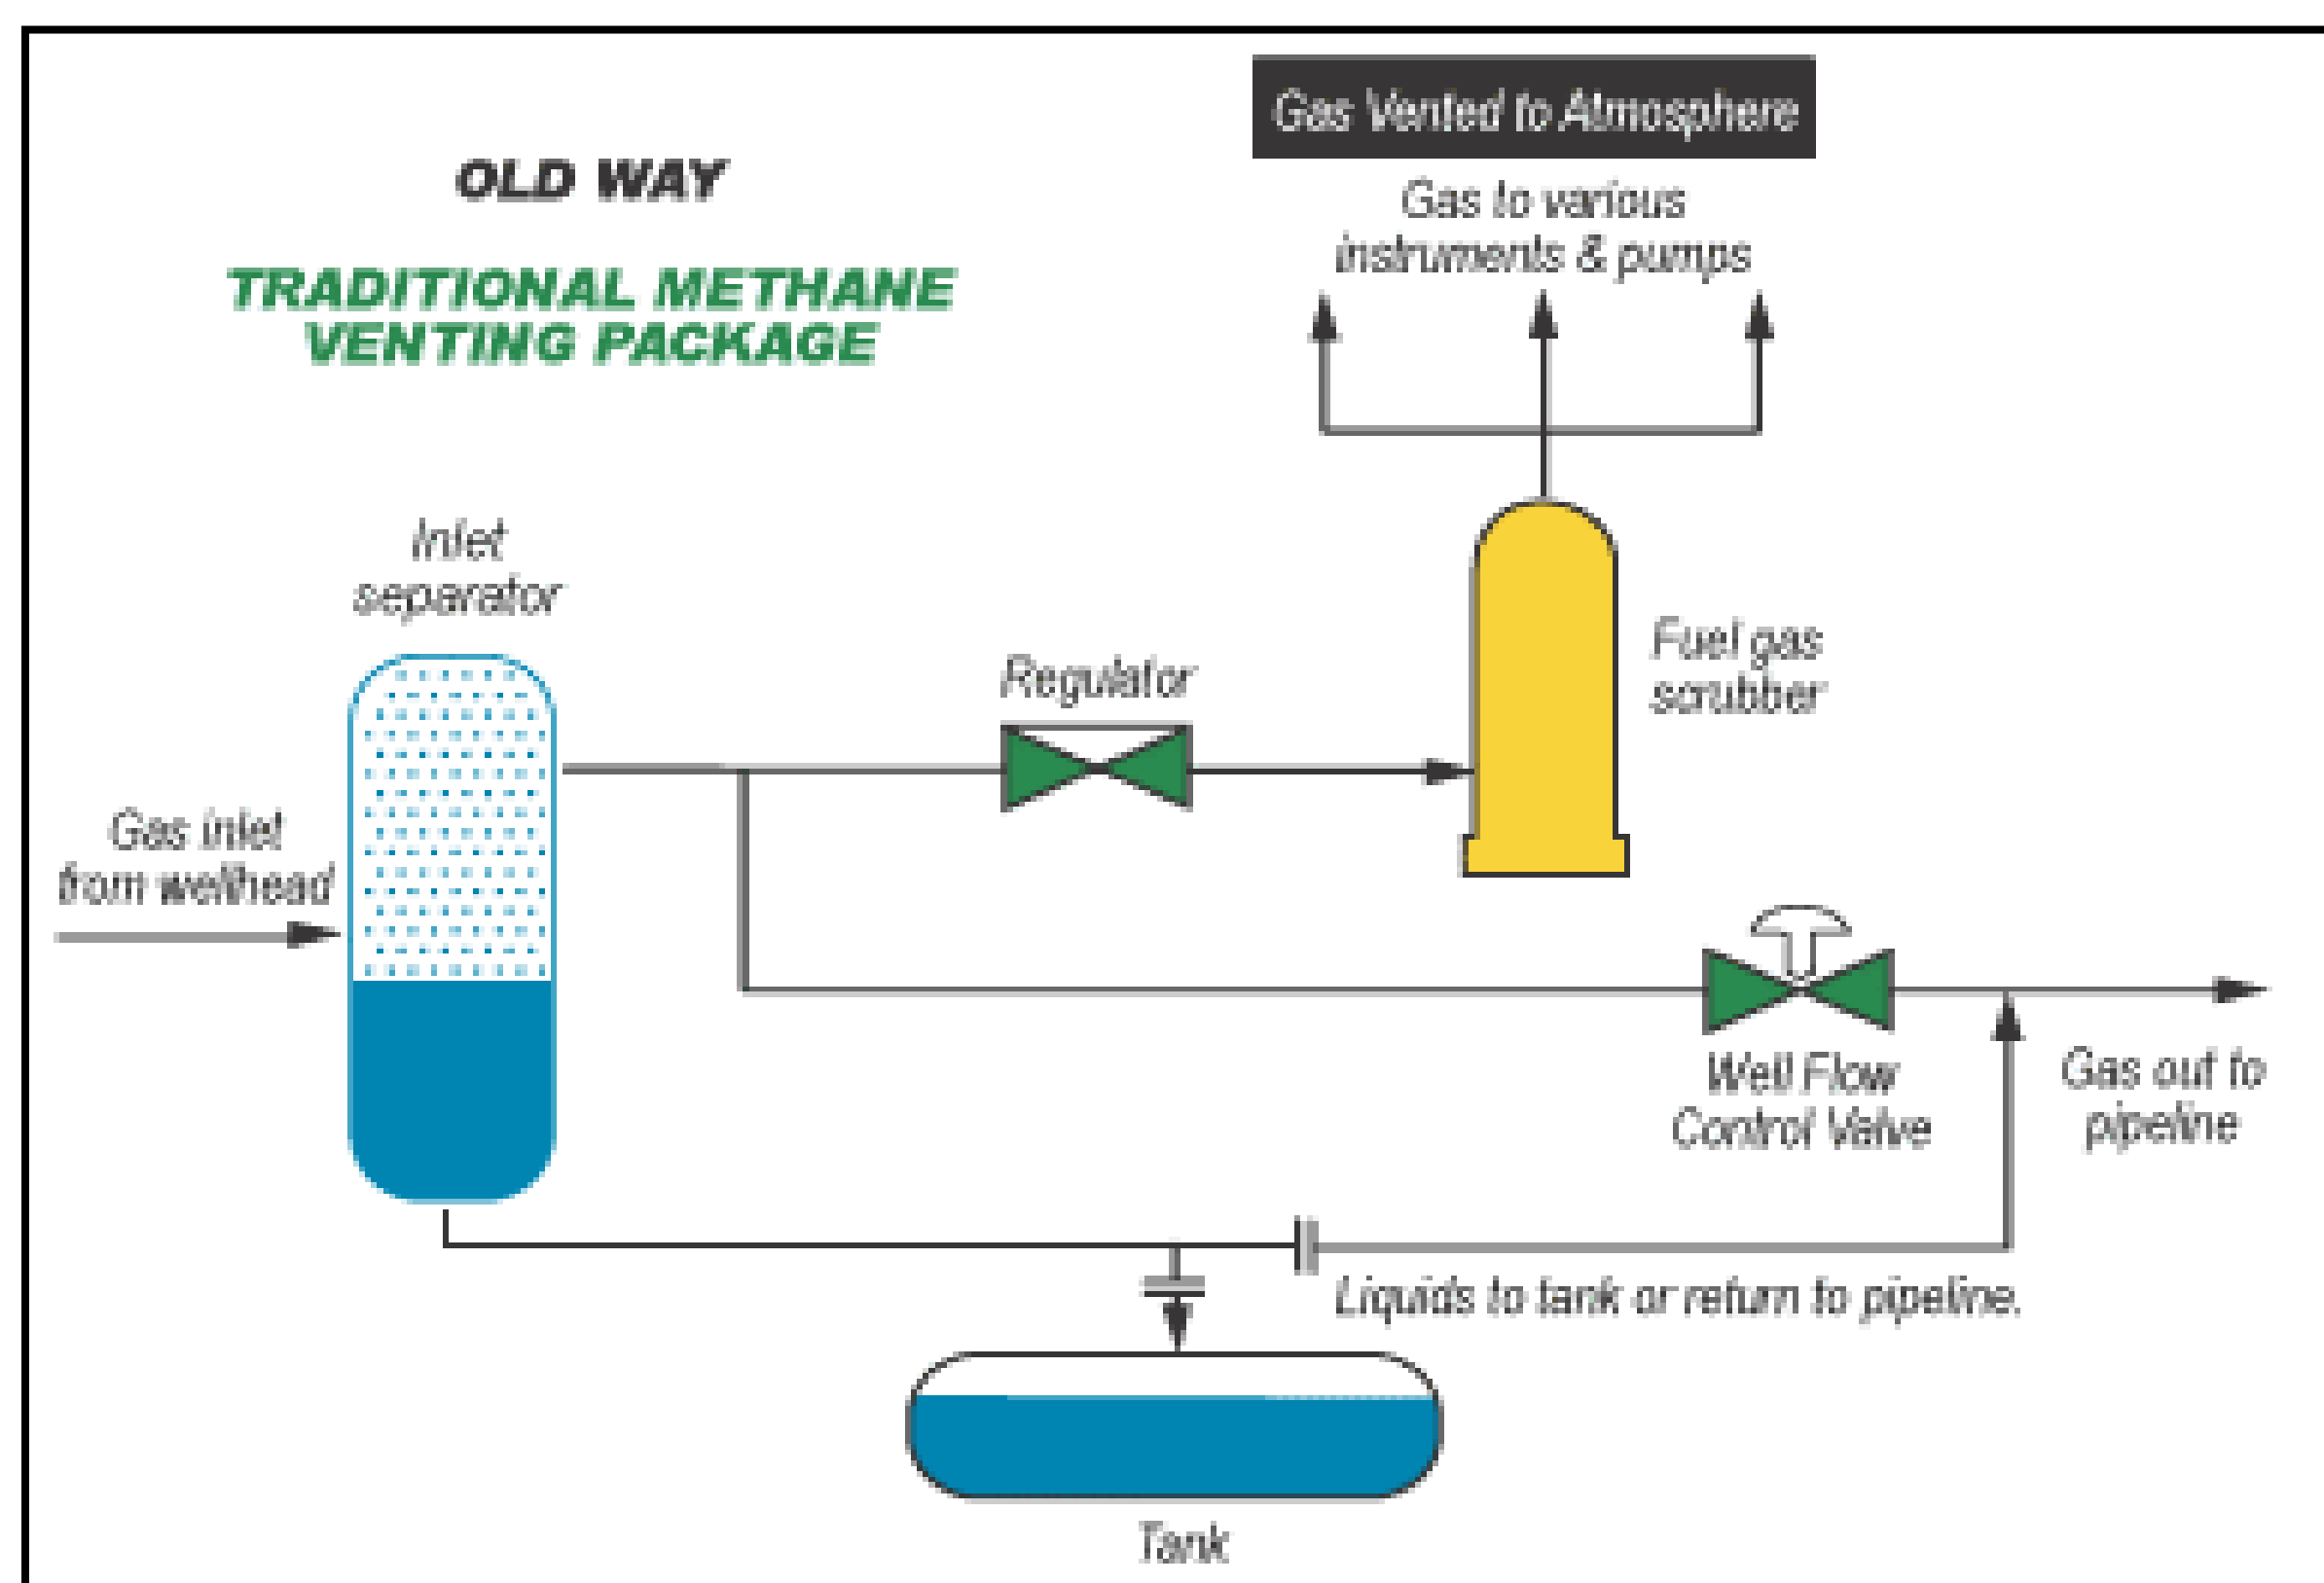 Gas Vented to Atmosphere
OLD WAY
Gas to various
instruments & pumps
TRADITIONAL METHANE
VENTING PACKAGE
Inlet
separator
Regulator
Fuel gas
scrubber
Gas inlet
from wellhead
Well Flow
Control Valve
Gas out to
pipeline
Liquids to tank or return to pipeline.
Tank